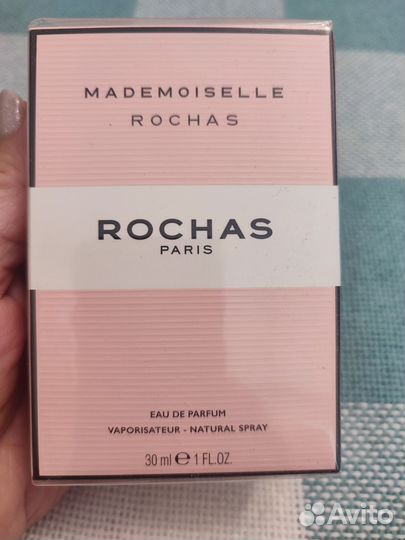 MADEMOISELLE
ROCHAS
ROCHAS
PARIS
EAU DE PARFUM
VAPORISATEUR - NATURAL SPRAY
30 ml ℮ 1 FL.OZ.
Avito